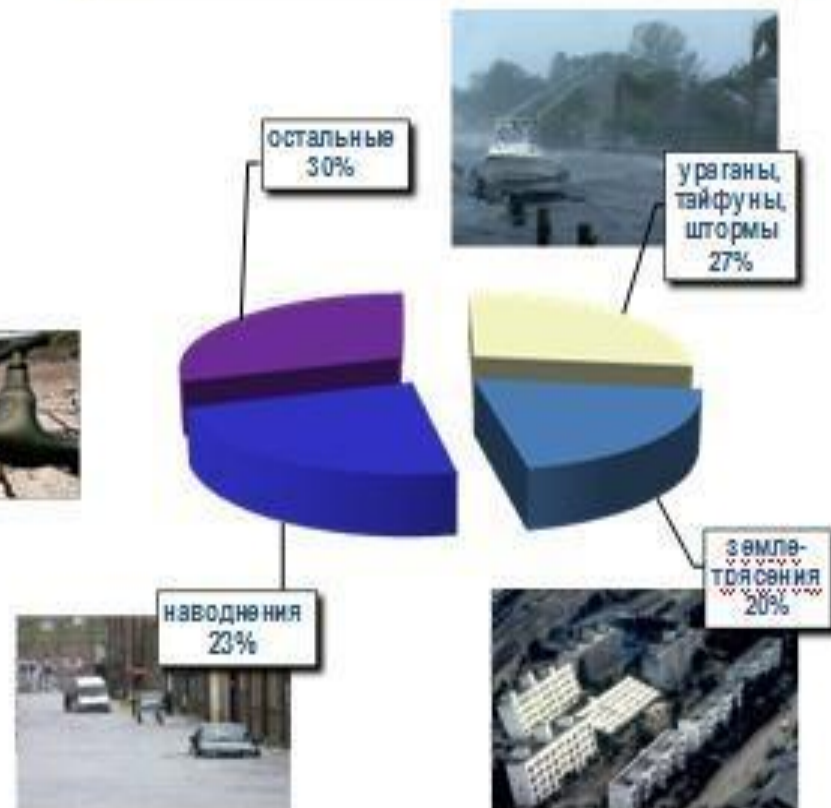 остальные
30%
ураганы,
тайфуны,
штормы
27%
земле-
трясения
20%
наводнения
23%